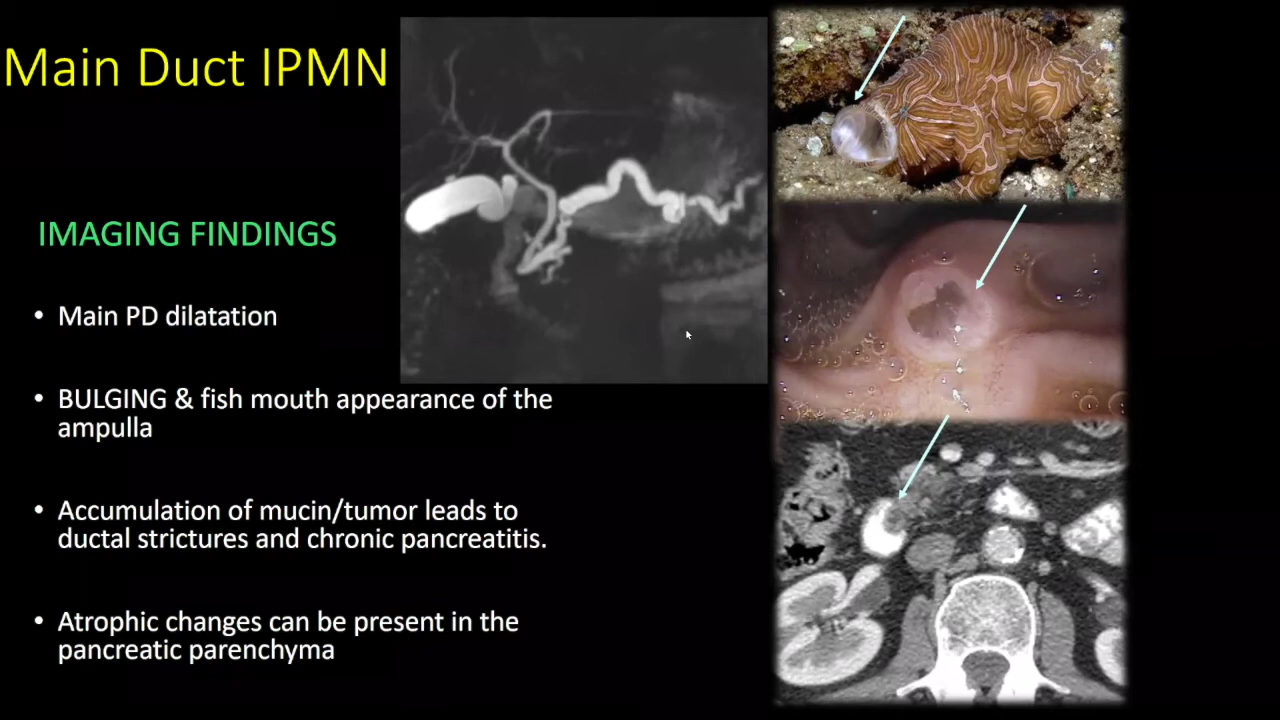 Main Duct IPMN
IMAGING FINDINGS
• Main PD dilatation
• BULGING & fish mouth appearance of the
ampulla
• Accumulation of mucin/tumor leads to
ductal strictures and chronic pancreatitis.
• Atrophic changes can be present in the
pancreatic parenchyma